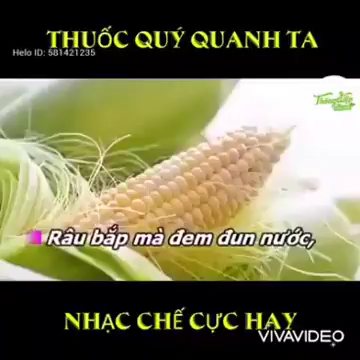 THUỐC QUÝ QUANH TA
Helo ID: 581421235
Râu bắp mà đem đun nước,
NHẠC CHẾ CỰC HAY
VIVAVIDEO